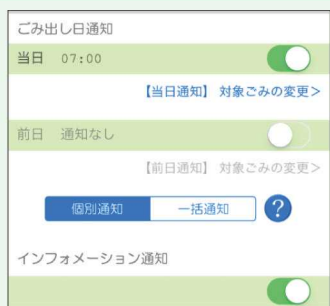 ごみ出し日通知
当日 07:00
【当日通知】 対象ごみの変更>
前日 通知なし
【前日通知】 対象ごみの変更>
個別通知 一括通知 ?
インフォメーション通知